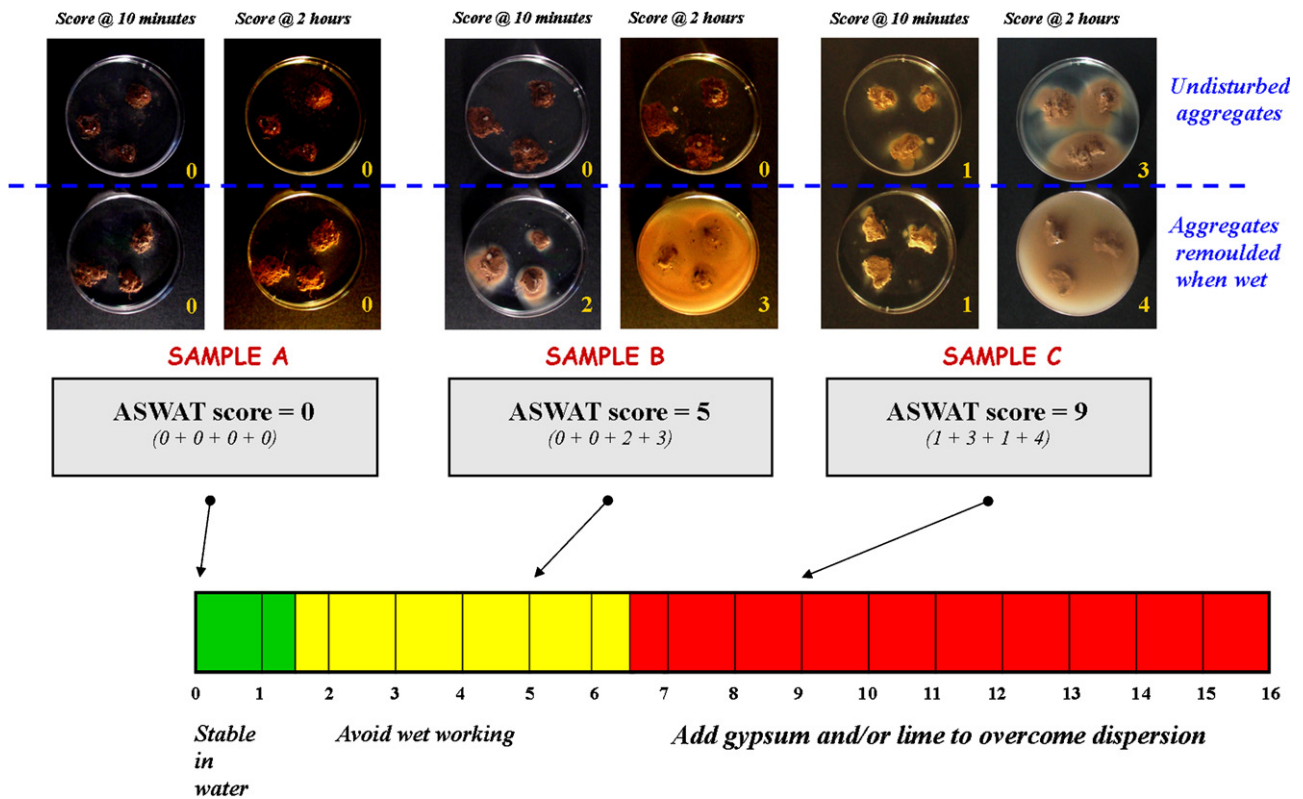 Score @ 10 minutes Score @ 2 hours Score @ 10 minutes Score @ 2 hours Score @ 10 minutes Score @ 2 hours
0 0 2 0 1 3
Undisturbed
aggregates
0 0 2 3 1 4
Aggregates
remoulded
when wet
SAMPLE A SAMPLE B SAMPLE C
ASWAT score = 0 ASWAT score = 5 ASWAT score = 9
(0 + 0 + 0 + 0) (0 + 0 + 2 + 3) (1 + 3 + 1 + 4)
0 1 2 3 4 5 6 7 8 9 10 11 12 13 14 15 16
Stable
in
water
Avoid wet working
Add gypsum and/or lime to overcome dispersion